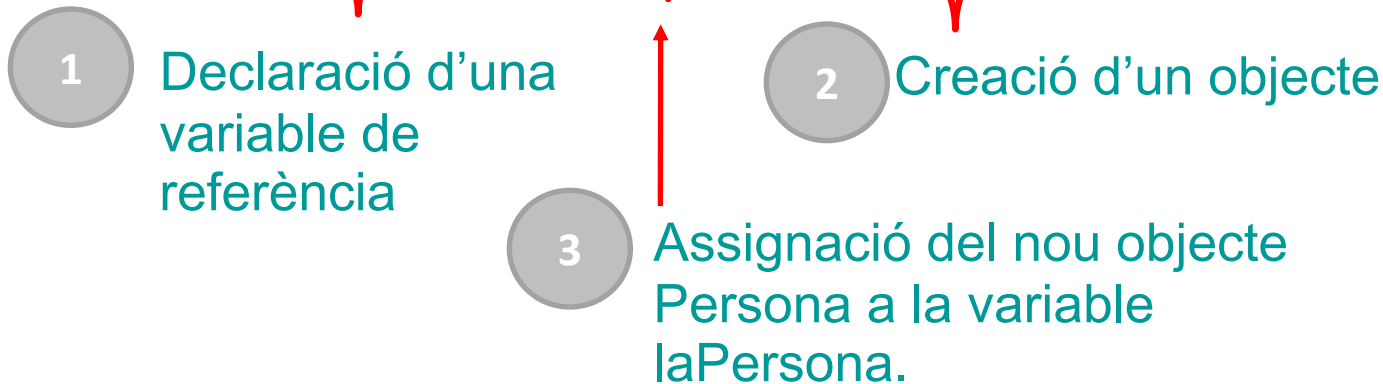 1
Declaració d’una
variable de
referència
2
Creació d’un objecte
3
Assignació del nou objecte
Persona a la variable
laPersona.